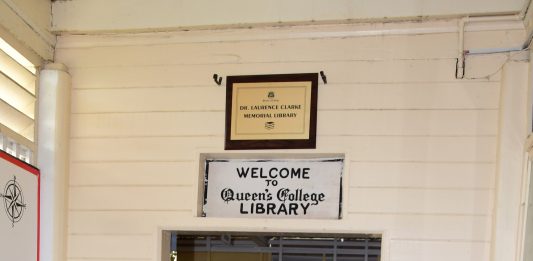 DR. LAURENCE CLARKE
MEMORIAL LIBRARY
WELCOME
TO
Queen's College
LIBRARY